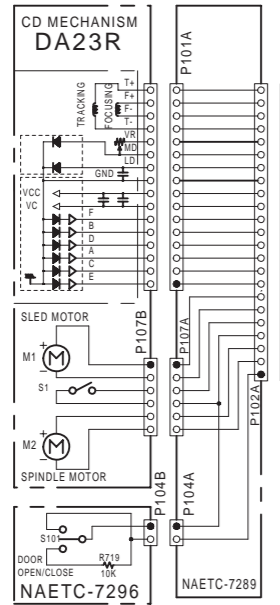 CD MECHANISM
DA23R
P101A
TRACKING
FOCUSING
T+
F+
F-
T-
VR
MD
LD
GND
VCC
VC
F
B
D
A
C
E
SLED MOTOR
P107B
P107A
+
M1
M
−
S1
P102A
+
M2
M
−
SPINDLE MOTOR
P104B
P104A
S101
DOOR
OPEN/CLOSE
R719
10K
NAETC-7296
NAETC-7289